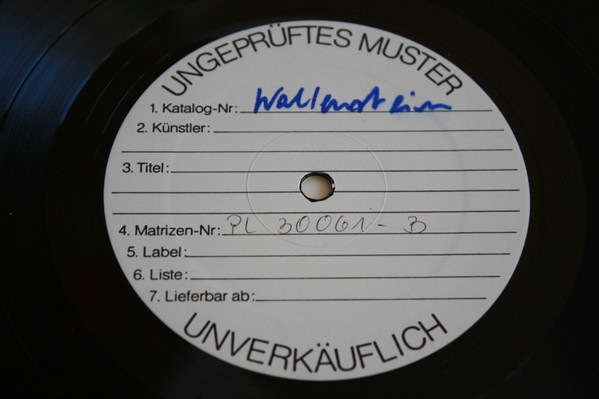 UNGEPRÜFTES MUSTER
1. Katalog-Nr: Wallenstein
2. Künstler:
3. Titel:
4. Matrizen-Nr: PL 30061-B
5. Label:
6. Liste:
7. Lieferbar ab:
UNVERKÄUFLICH